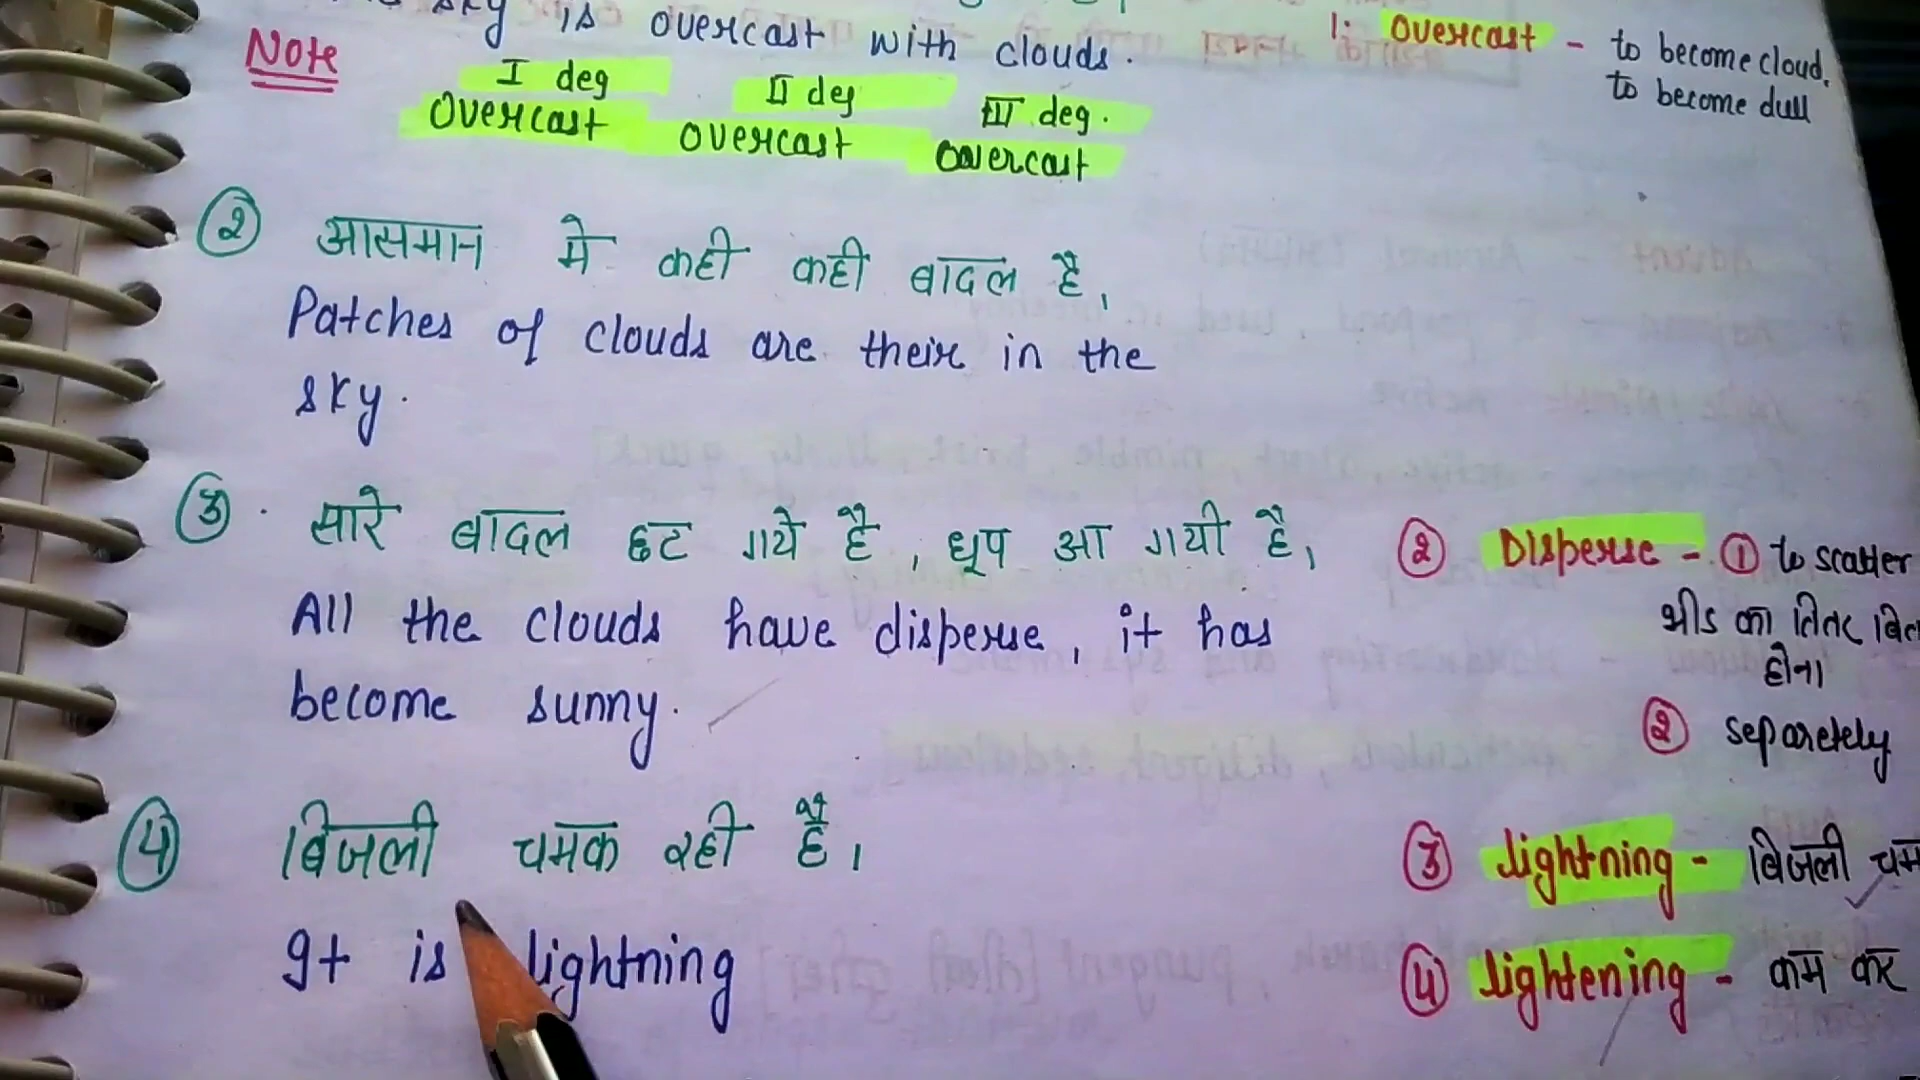 sky is overcast with clouds.
1. Overcast - to become cloud,
to become dull
Note
I deg II deg III deg.
Overcast overcast overcast
② आसमान मे कही कही बादल है,
Patches of clouds are their in the
sky.
③ सारे बादल छट गये है, धूप आ गयी है,
All the clouds have disperse, it has
become sunny.
② Disperse - ① to scatter
भीड का तितर बित
होना
② separetely
④ बिजली चमक रही है।
It is lightning
③ lightning - बिजली चम
④ lightening - कम कर